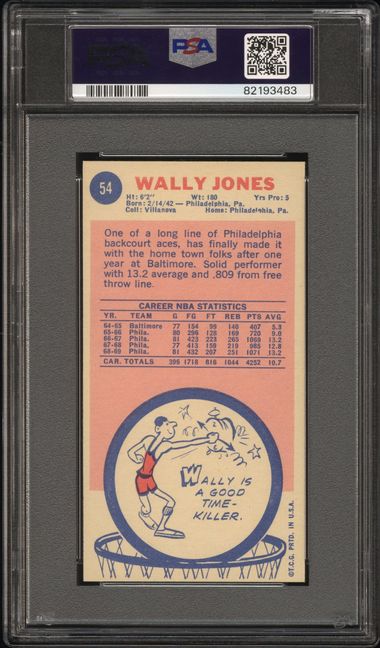 PSA
82193483
54 WALLY JONES
Ht: 6'2" Wt: 180 Yrs Pro: 5
Born: 2/14/42 — Philadelphia, Pa.
Coll: Villanova Home: Philadelphia, Pa.
One of a long line of Philadelphia
backcourt aces, has finally made it
with the home town folks after one
year at Baltimore. Solid performer
with 13.2 average and .809 from free
throw line.
CAREER NBA STATISTICS
YR. TEAM G FG FT REB PTS AVG
64-65 Baltimore 77 154 99 146 407 5.3
65-66 Phila. 80 296 128 169 720 9.0
66-67 Phila. 81 423 223 265 1069 13.2
67-68 Phila. 77 413 159 219 985 12.8
68-69 Phila. 81 432 207 251 1071 13.2
CAR. TOTALS 396 1718 816 1044 4252 10.7
WALLY IS
A GOOD
TIME-
KILLER.
©T.C.G. PRTD. IN U.S.A.